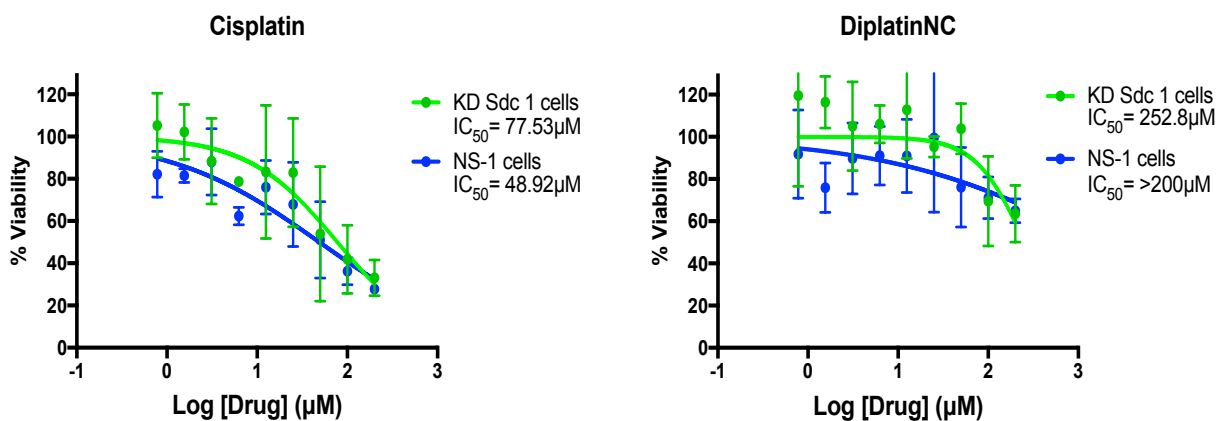 Cisplatin
% Viability
120
100
80
60
40
20
0
-1
0
1
2
3
Log [Drug] (µM)
KD Sdc 1 cells
IC50= 77.53µM
NS-1 cells
IC50= 48.92µM
DiplatinNC
% Viability
120
100
80
60
40
20
0
-1
0
1
2
3
Log [Drug] (µM)
KD Sdc 1 cells
IC50= 252.8µM
NS-1 cells
IC50= >200µM